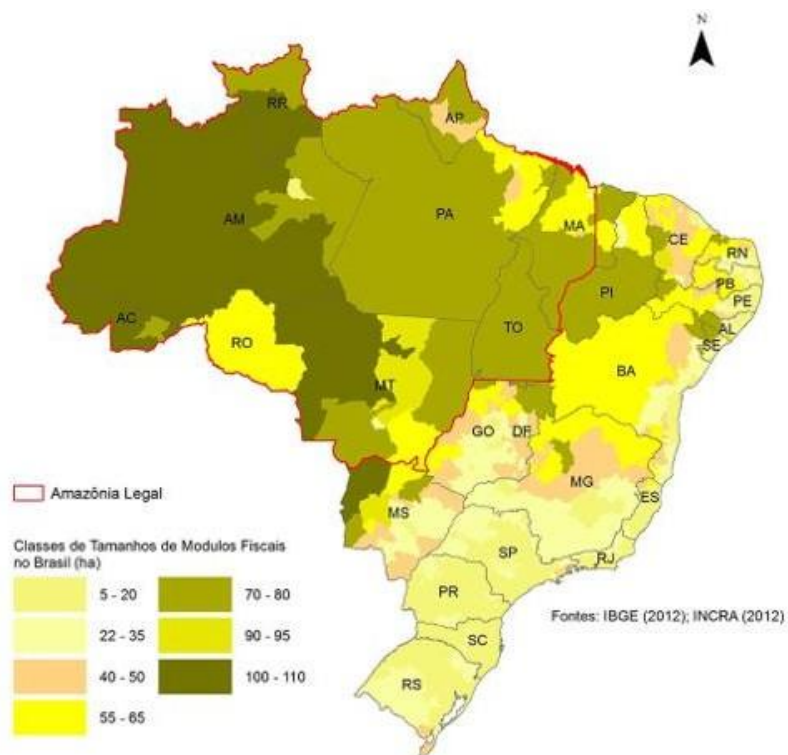 N
RR
AP
AM
PA
MA
CE
RN
PB
PE
PI
AC
TO
AL
SE
RO
BA
MT
GO
DF
MG
ES
MS
SP
RJ
PR
SC
RS
Amazônia Legal
Classes de Tamanhos de Modulos Fiscais
no Brasil (ha)
5 - 20
70 - 80
22 - 35
90 - 95
40 - 50
100 - 110
55 - 65
Fontes: IBGE (2012); INCRA (2012)